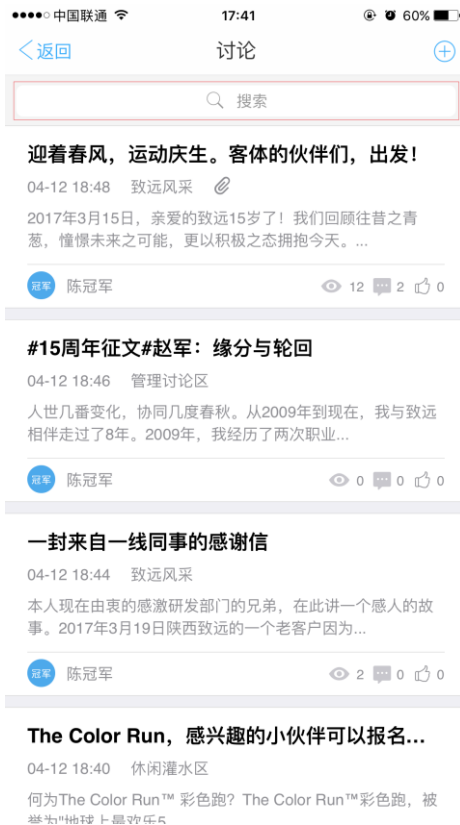 中国联通 17:41 60%
返回 讨论
搜索
迎着春风，运动庆生。客体的伙伴们，出发！
04-12 18:48 致远风采
2017年3月15日，亲爱的致远15岁了！我们回顾往昔之青
葱，憧憬未来之可能，更以积极之态拥抱今天。...
冠军 陈冠军 12 2 0
#15周年征文#赵军：缘分与轮回
04-12 18:46 管理讨论区
人世几番变化，协同几度春秋。从2009年到现在，我与致远
相伴走过了8年。2009年，我经历了两次职业...
冠军 陈冠军 0 0 0
一封来自一线同事的感谢信
04-12 18:44 致远风采
本人现在由衷的感激研发部门的兄弟，在此讲一个感人的故
事。2017年3月19日陕西致远的一个老客户因为...
冠军 陈冠军 2 0 0
The Color Run，感兴趣的小伙伴可以报名...
04-12 18:40 休闲灌水区
何为The Color Run™ 彩色跑？The Color Run™彩色跑，被
誉为"地球上最欢乐5